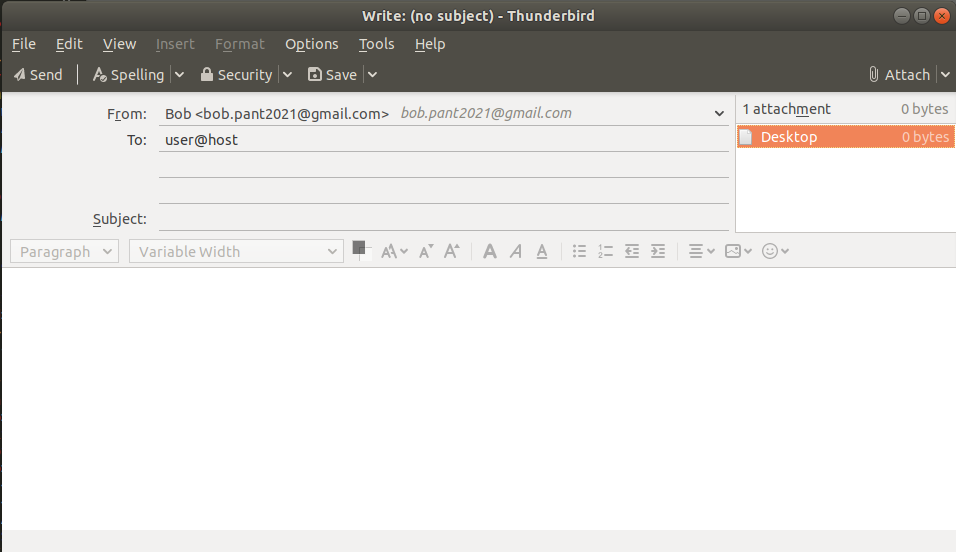 Write: (no subject) - Thunderbird
File Edit View Insert Format Options Tools Help
Send Spelling Security Save Attach
From: Bob <bob.pant2021@gmail.com> bob.pant2021@gmail.com
1 attachment 0 bytes
To: user@host
Desktop 0 bytes
Subject:
Paragraph Variable Width